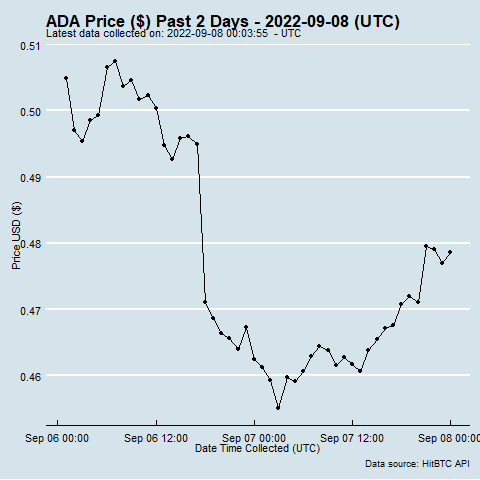 ADA Price ($) Past 2 Days - 2022-09-08 (UTC)
Latest data collected on: 2022-09-08 00:03:55  - UTC
0.51
0.50
0.49
0.48
0.47
0.46
Price USD ($)
Sep 06 00:00
Sep 06 12:00
Sep 07 00:00
Sep 07 12:00
Sep 08 00:00
Date Time Collected (UTC)
Data source: HitBTC API